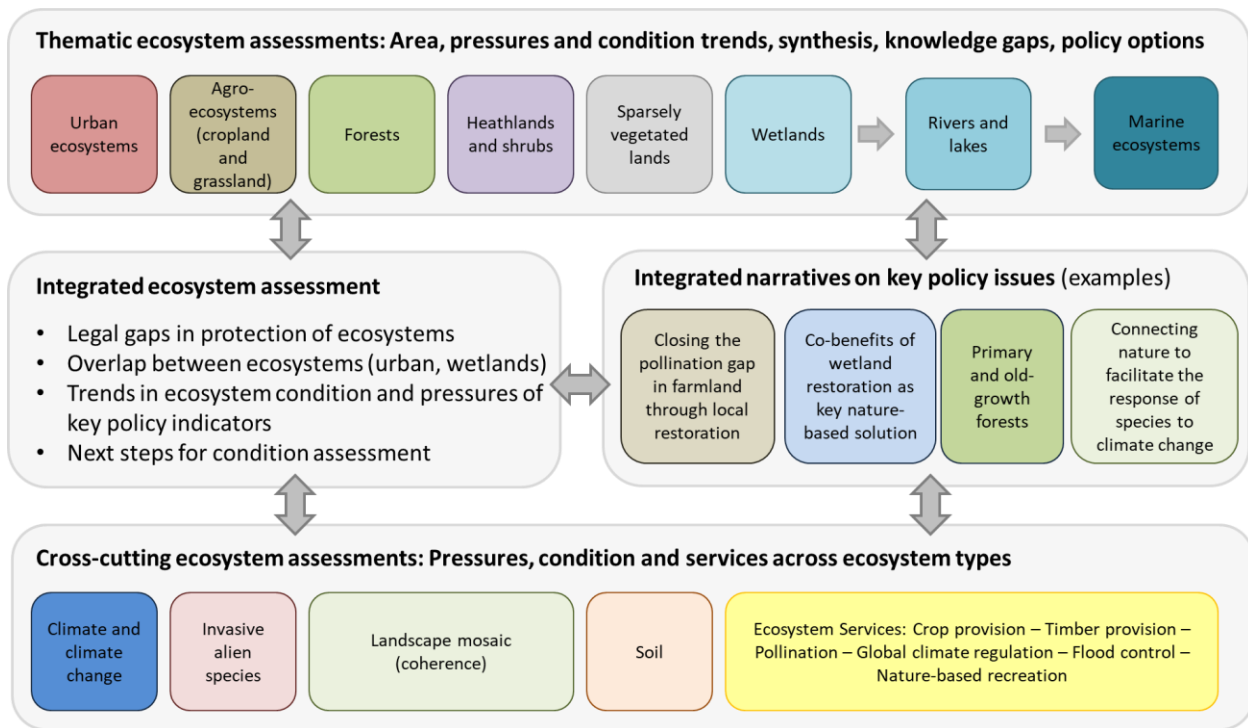 Thematic ecosystem assessments: Area, pressures and condition trends, synthesis, knowledge gaps, policy options
Urban
ecosystems
Agro-
ecosystems
(cropland
and
grassland)
Forests
Heathlands
and shrubs
Sparsely
vegetated
lands
Wetlands
Rivers and
lakes
Marine
ecosystems
Integrated ecosystem assessment
• Legal gaps in protection of ecosystems
• Overlap between ecosystems (urban, wetlands)
• Trends in ecosystem condition and pressures of
key policy indicators
• Next steps for condition assessment
Integrated narratives on key policy issues (examples)
Closing the
pollination gap
in farmland
through local
restoration
Co-benefits of
wetland
restoration as
key nature-
based solution
Primary
and old-
growth
forests
Connecting
nature to
facilitate the
response of
species to
climate change
Cross-cutting ecosystem assessments: Pressures, condition and services across ecosystem types
Climate and
climate
change
Invasive
alien
species
Landscape mosaic
(coherence)
Soil
Ecosystem Services: Crop provision – Timber provision –
Pollination – Global climate regulation – Flood control –
Nature-based recreation